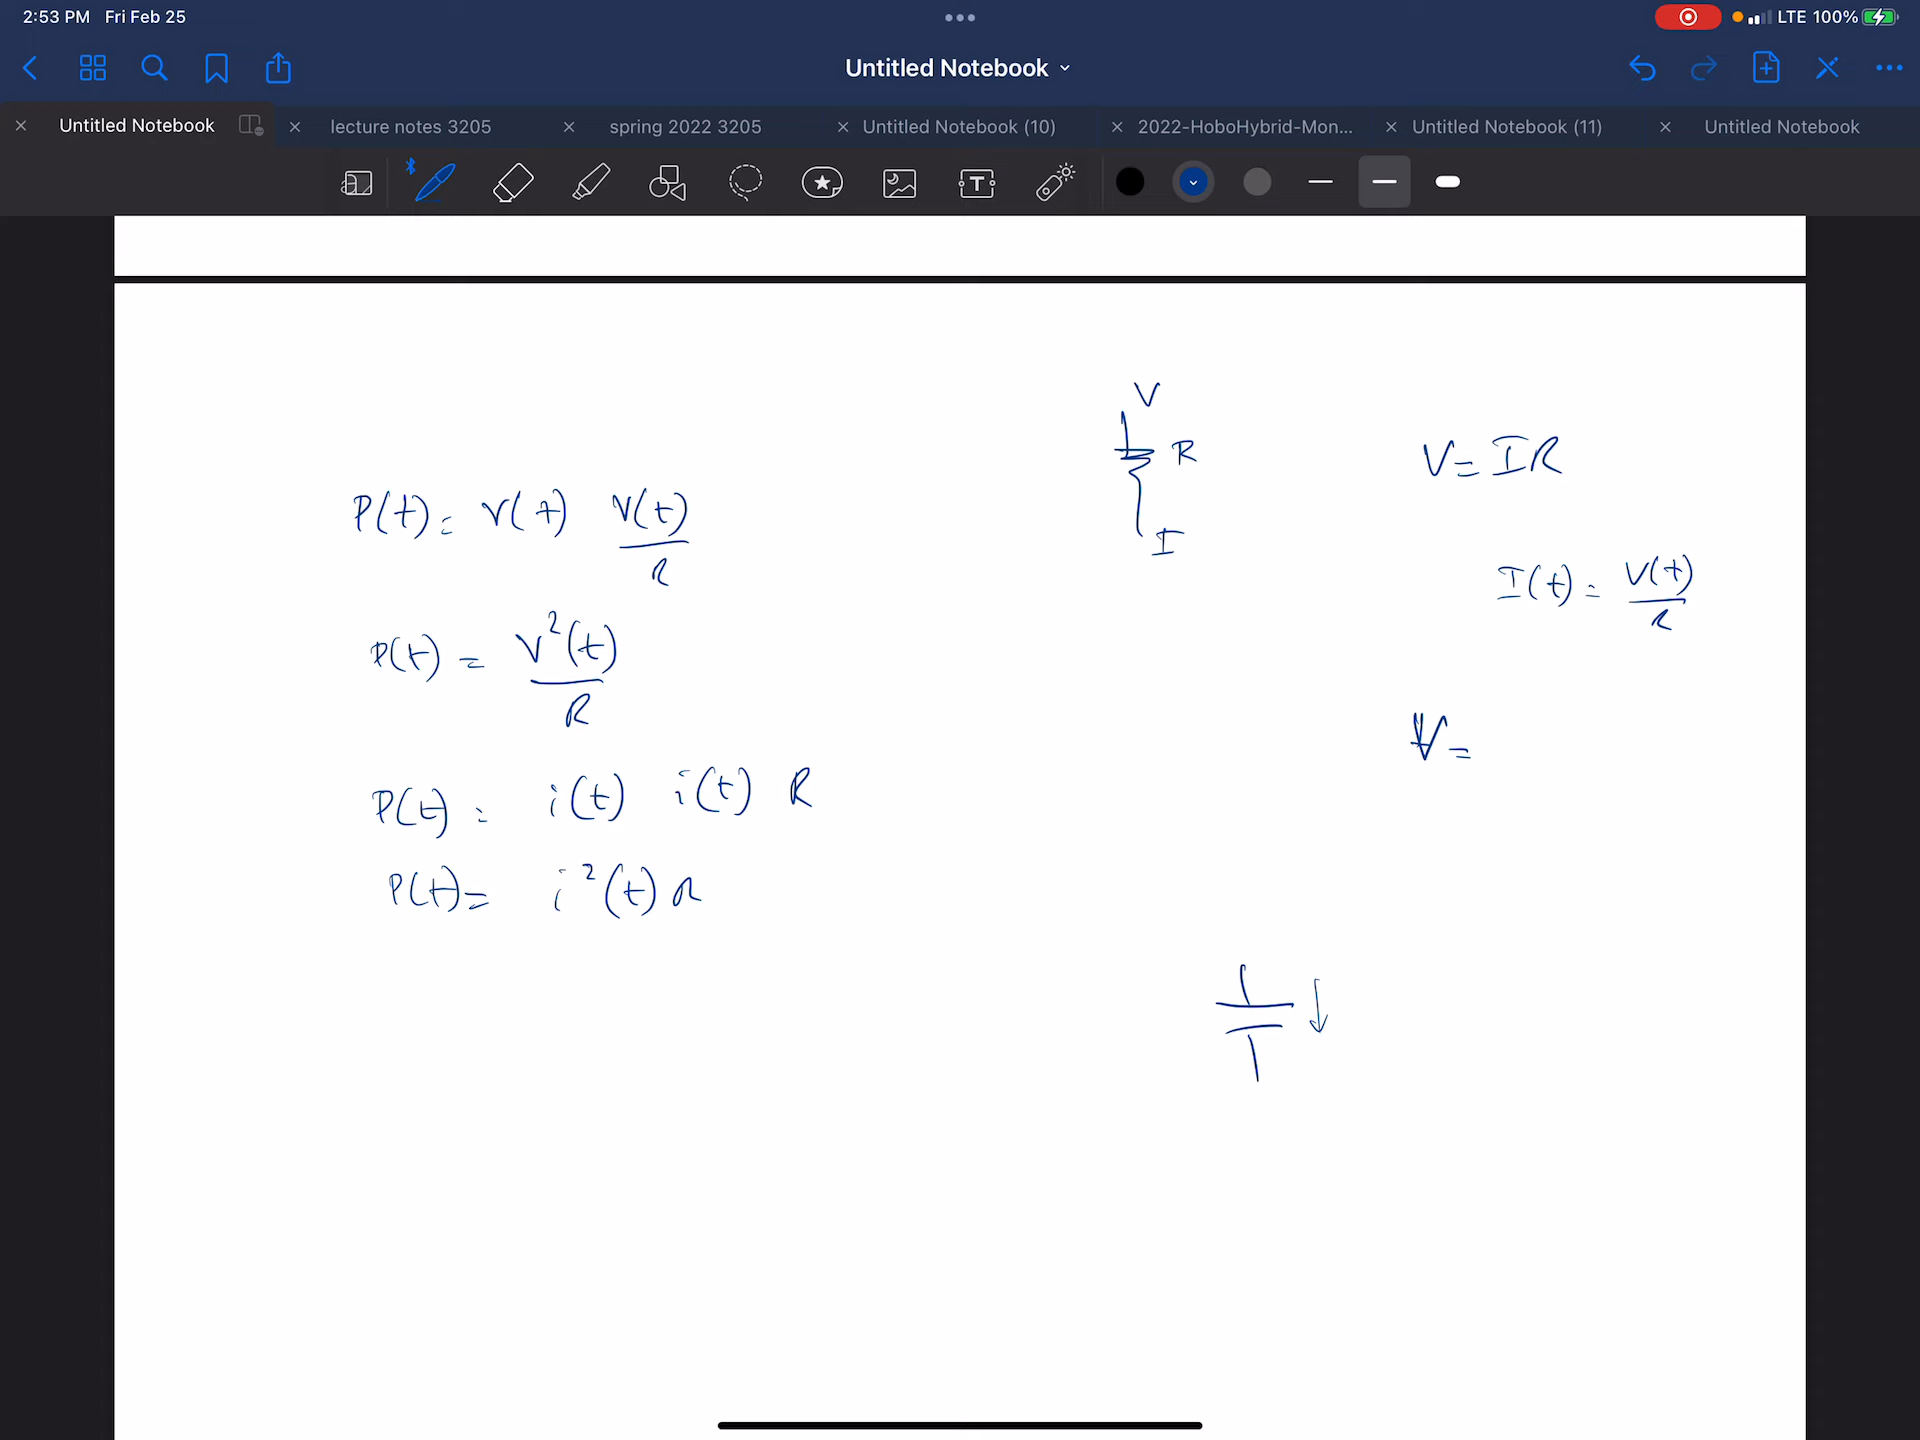 2:53 PM Fri Feb 25
LTE 100%
Untitled Notebook
Untitled Notebook
lecture notes 3205
spring 2022 3205
Untitled Notebook (10)
2022-HoboHybrid-Mon...
Untitled Notebook (11)
Untitled Notebook
T
V
R
I
V = IR
I(t) = V(t)/R
V =
P(t) = v(t) v(t)/R
P(t) = V²(t)/R
P(t) = i(t) i(t) R
P(t) = i²(t) R